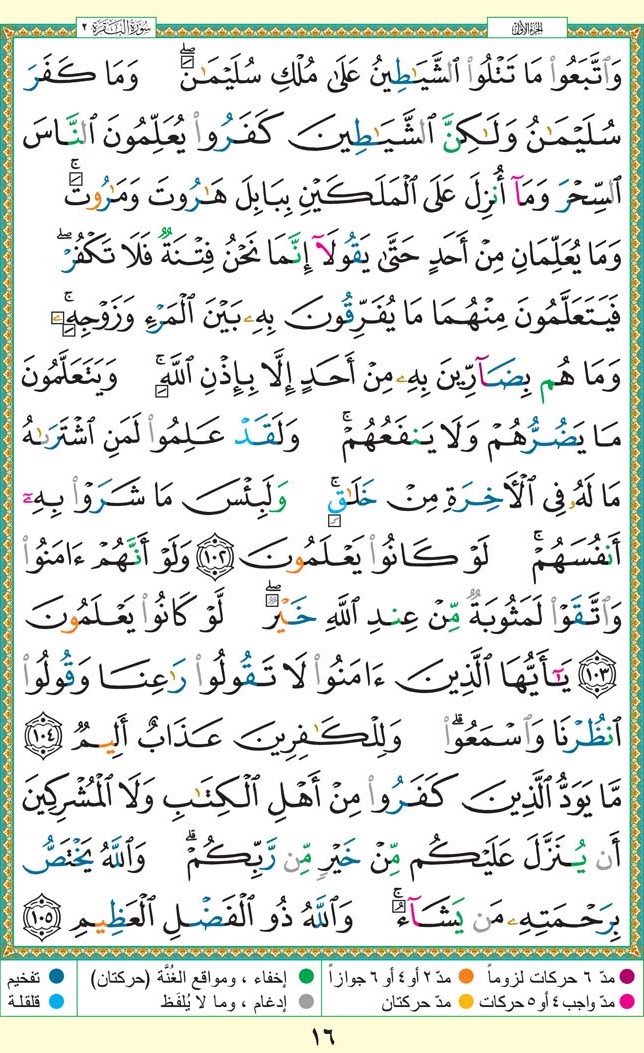 الجزء الأول
سورة البقرة ٢
وَاتَّبَعُوا۟ مَا تَتْلُوا۟ ٱلشَّيَٰطِينُ عَلَىٰ مُلْكِ سُلَيْمَٰنَ ۖ وَمَا كَفَرَ
سُلَيْمَٰنُ وَلَٰكِنَّ ٱلشَّيَٰطِينَ كَفَرُوا۟ يُعَلِّمُونَ ٱلنَّاسَ
ٱلسِّحْرَ وَمَآ أُنزِلَ عَلَى ٱلْمَلَكَيْنِ بِبَابِلَ هَٰرُوتَ وَمَٰرُوتَ ۚ
وَمَا يُعَلِّمَانِ مِنْ أَحَدٍ حَتَّىٰ يَقُولَآ إِنَّمَا نَحْنُ فِتْنَةٌ فَلَا تَكْفُرْ ۖ
فَيَتَعَلَّمُونَ مِنْهُمَا مَا يُفَرِّقُونَ بِهِۦ بَيْنَ ٱلْمَرْءِ وَزَوْجِهِۦ ۚ
وَمَا هُم بِضَآرِّينَ بِهِۦ مِنْ أَحَدٍ إِلَّا بِإِذْنِ ٱللَّهِ ۚ وَيَتَعَلَّمُونَ
مَا يَضُرُّهُمْ وَلَا يَنفَعُهُمْ ۚ وَلَقَدْ عَلِمُوا۟ لَمَنِ ٱشْتَرَىٰهُ
مَا لَهُۥ فِى ٱلْءَاخِرَةِ مِنْ خَلَٰقٍ ۚ وَلَبِئْسَ مَا شَرَوْا۟ بِهِۦٓ
أَنفُسَهُمْ ۚ لَوْ كَانُوا۟ يَعْلَمُونَ ١٠٢ وَلَوْ أَنَّهُمْ ءَامَنُوا۟
وَٱتَّقَوْا۟ لَمَثُوبَةٌ مِّنْ عِندِ ٱللَّهِ خَيْرٌ ۖ لَّوْ كَانُوا۟ يَعْلَمُونَ
١٠٣ يَٰٓأَيُّهَا ٱلَّذِينَ ءَامَنُوا۟ لَا تَقُولُوا۟ رَٰعِنَا وَقُولُوا۟
ٱنظُرْنَا وَٱسْمَعُوا۟ ۗ وَلِلْكَٰفِرِينَ عَذَابٌ أَلِيمٌ ١٠٤
مَّا يَوَدُّ ٱلَّذِينَ كَفَرُوا۟ مِنْ أَهْلِ ٱلْكِتَٰبِ وَلَا ٱلْمُشْرِكِينَ
أَن يُنَزَّلَ عَلَيْكُم مِّنْ خَيْرٍ مِّن رَّبِّكُمْ ۗ وَٱللَّهُ يَخْتَصُّ
بِرَحْمَتِهِۦ مَن يَشَآءُ ۚ وَٱللَّهُ ذُو ٱلْفَضْلِ ٱلْعَظِيمِ ١٠٥
مدّ ٦ حركات لزوماً مدّ ٢ أو ٤ أو ٦ جوازاً إخفاء ، ومواقع الغُنَّة (حركتان) تفخيم
مدّ واجب ٤ أو ٥ حركات مدّ حركتان إدغام ، وما لا يُلفَظ قلقلة
١٦